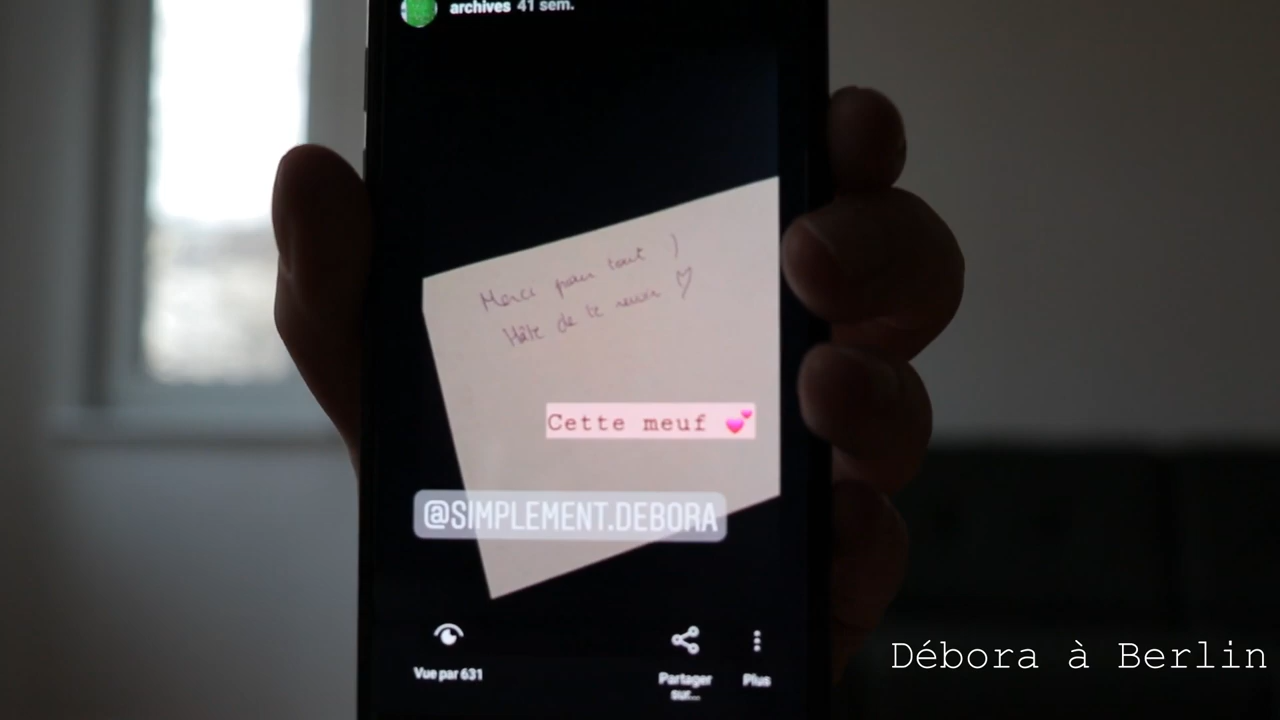 archives 41 sem.
Merci pour tout )
Hâte de te revoir ♡
Cette meuf 💕
@SIMPLEMENT.DEBORA
Vue par 631
Partager sur...
Plus
Débora à Berlin